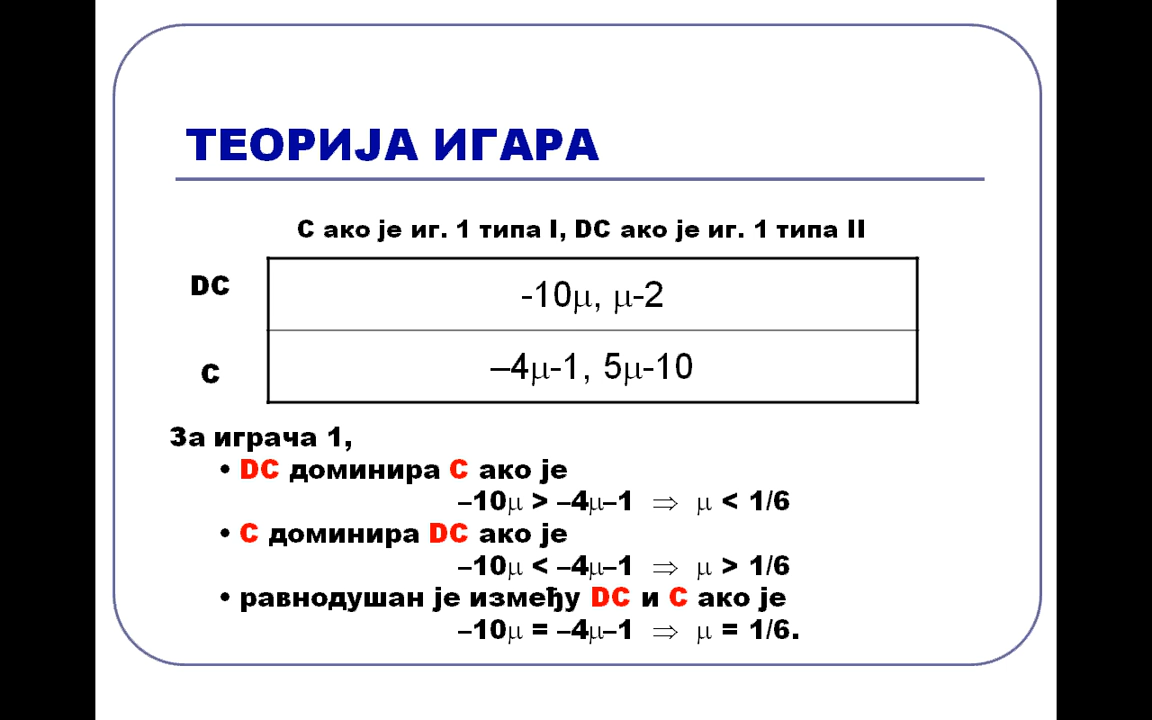 ТЕОРИЈА ИГАРА
C ако је иг. 1 типа I, DC ако је иг. 1 типа II
DC
-10μ, μ-2
C
–4μ-1, 5μ-10
За играча 1,
• DC доминира C ако је
–10μ > –4μ–1 ⇒ μ < 1/6
• C доминира DC ако је
–10μ < –4μ–1 ⇒ μ > 1/6
• равнодушан је између DC и C ако је
–10μ = –4μ–1 ⇒ μ = 1/6.